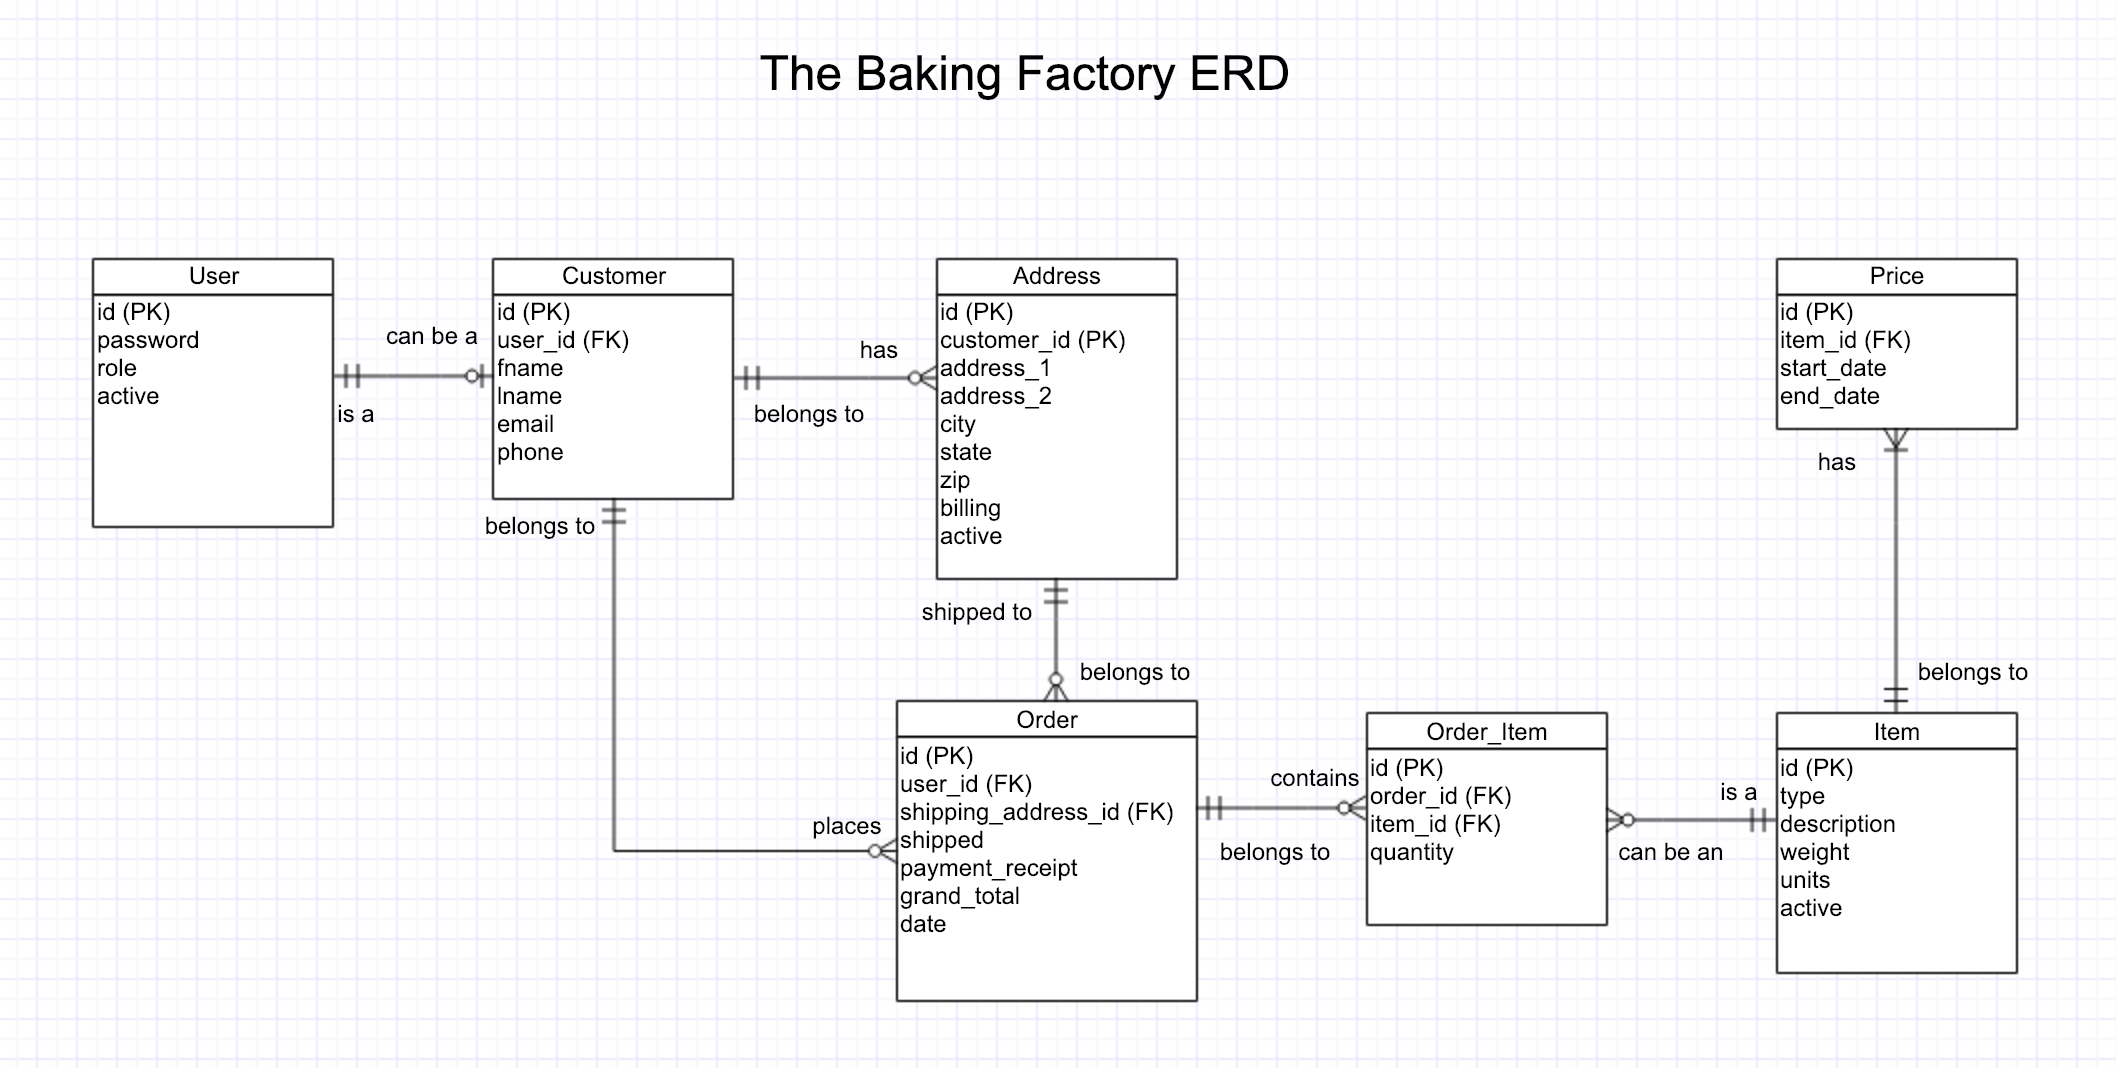 The Baking Factory ERD
User
id (PK)
password
role
active
can be a
is a
Customer
id (PK)
user_id (FK)
fname
lname
email
phone
has
belongs to
Address
id (PK)
customer_id (PK)
address_1
address_2
city
state
zip
billing
active
Price
id (PK)
item_id (FK)
start_date
end_date
has
belongs to
belongs to
shipped to
belongs to
places
Order
id (PK)
user_id (FK)
shipping_address_id (FK)
shipped
payment_receipt
grand_total
date
contains
belongs to
Order_Item
id (PK)
order_id (FK)
item_id (FK)
quantity
is a
can be an
Item
id (PK)
type
description
weight
units
active